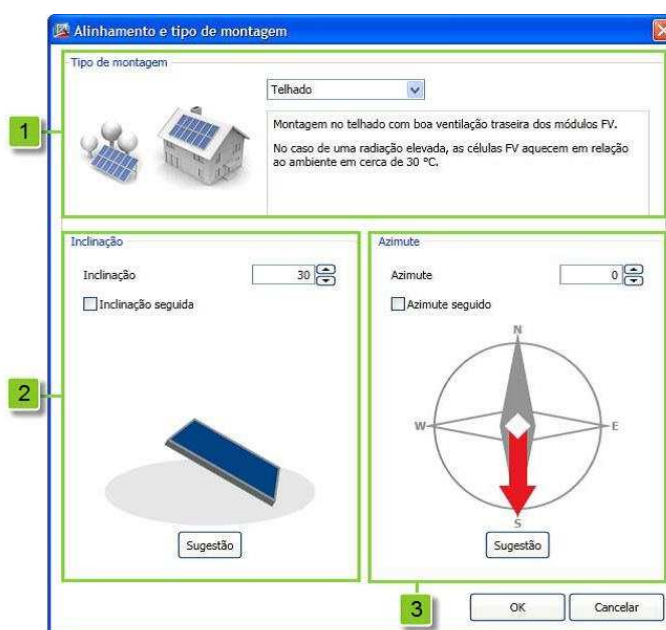 Alinhamento e tipo de montagem
Tipo de montagem
Telhado
1
Montagem no telhado com boa ventilação traseira dos módulos FV.
No caso de uma radiação elevada, as células FV aquecem em relação
ao ambiente em cerca de 30 °C.
Inclinação
Inclinação 30
Inclinação seguida
2
Sugestão
Azimute
Azimute 0
Azimute seguido
N
W E
S
Sugestão
3
OK Cancelar